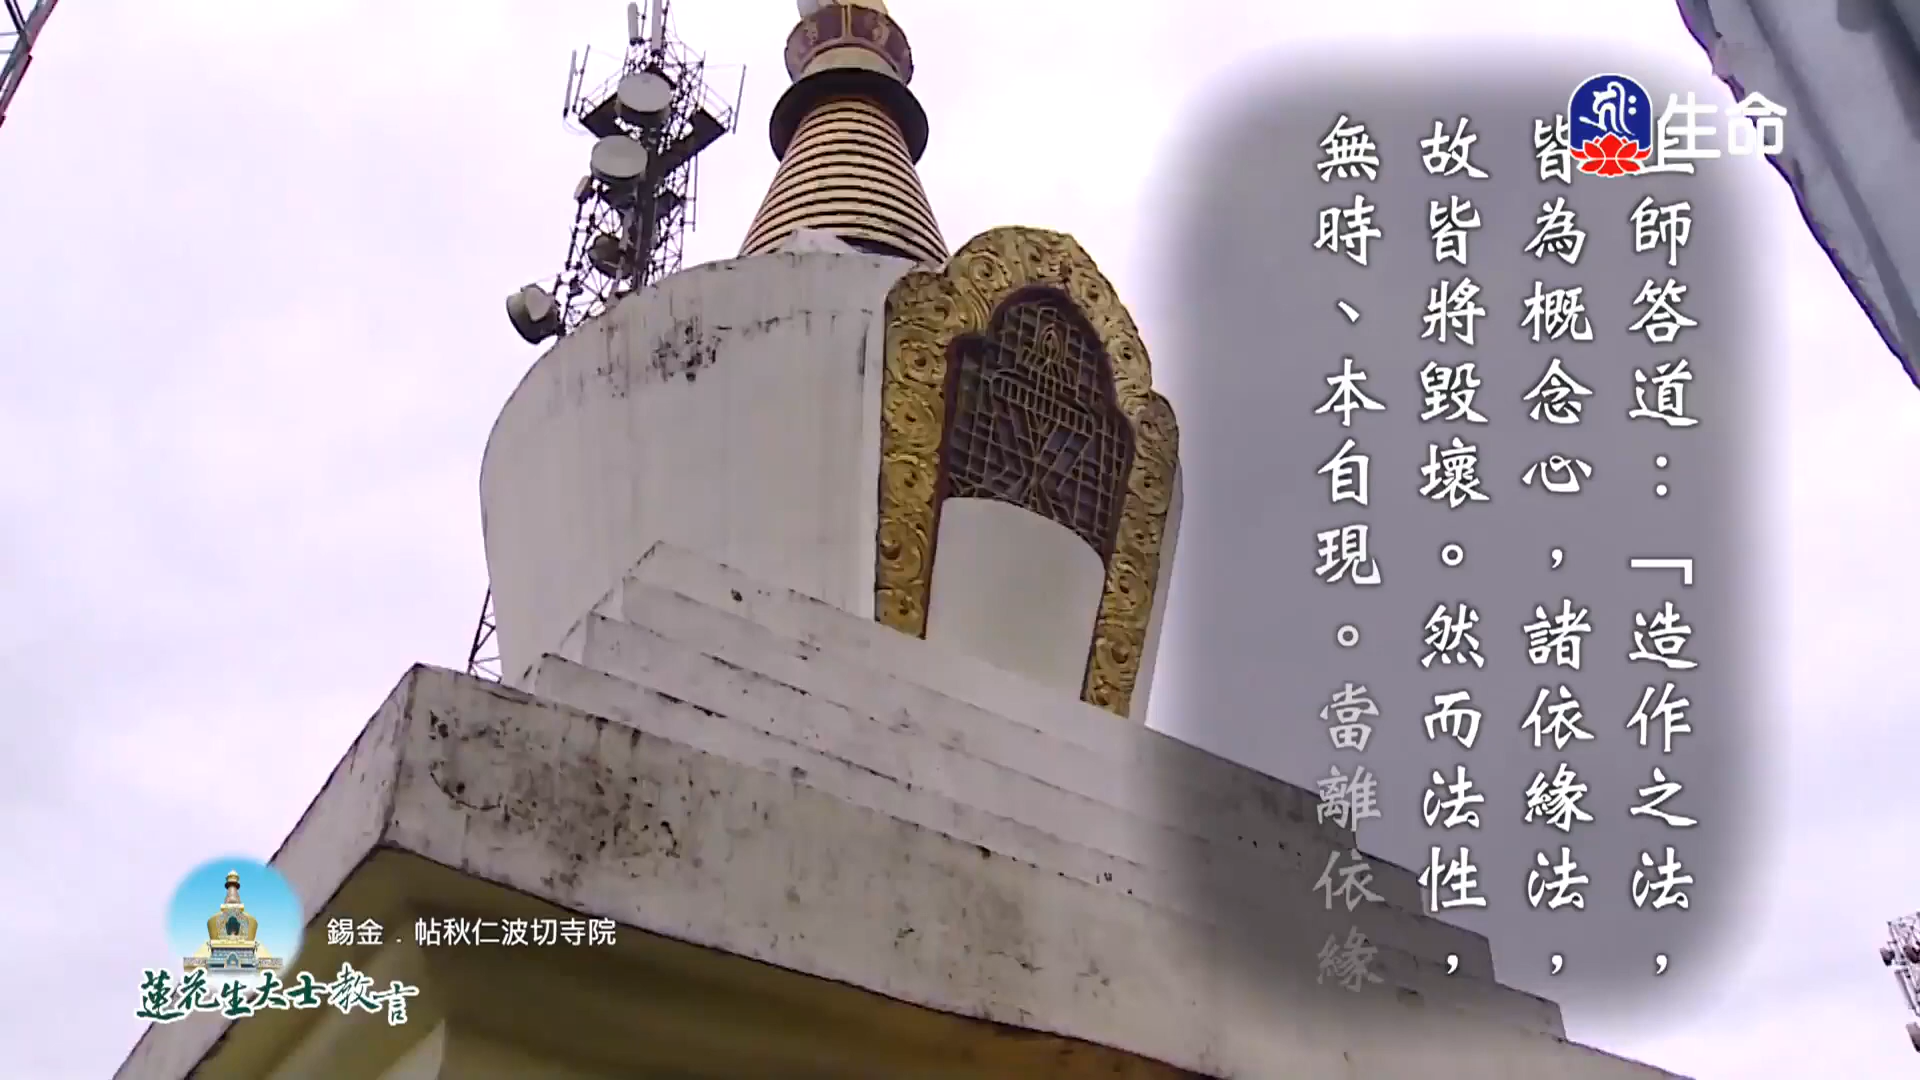 師答道：「造作之法，
皆為概念心，諸依緣法，
故皆將毀壞。然而法性，
無時、本自現。當離依緣
生命
錫金．帖秋仁波切寺院
蓮花生大士教言